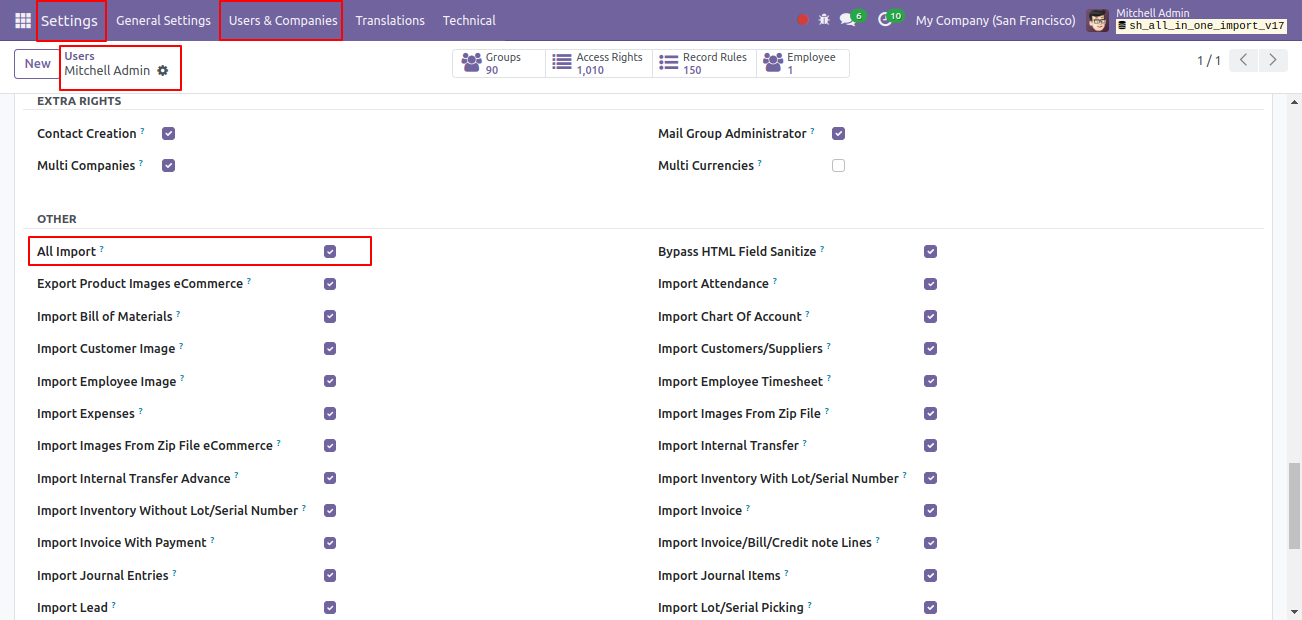 Settings General Settings Users & Companies Translations Technical 6 10 My Company (San Francisco) Mitchell Admin
sh_all_in_one_import_v17
New Users
Mitchell Admin
Groups
90
Access Rights
1,010
Record Rules
150
Employee
1
1 / 1
EXTRA RIGHTS
Contact Creation ? Mail Group Administrator ?
Multi Companies ? Multi Currencies ?
OTHER
All Import ? Bypass HTML Field Sanitize ?
Export Product Images eCommerce ? Import Attendance ?
Import Bill of Materials ? Import Chart Of Account ?
Import Customer Image ? Import Customers/Suppliers ?
Import Employee Image ? Import Employee Timesheet ?
Import Expenses ? Import Images From Zip File ?
Import Images From Zip File eCommerce ? Import Internal Transfer ?
Import Internal Transfer Advance ? Import Inventory With Lot/Serial Number ?
Import Inventory Without Lot/Serial Number ? Import Invoice ?
Import Invoice With Payment ? Import Invoice/Bill/Credit note Lines ?
Import Journal Entries ? Import Journal Items ?
Import Lead ? Import Lot/Serial Picking ?